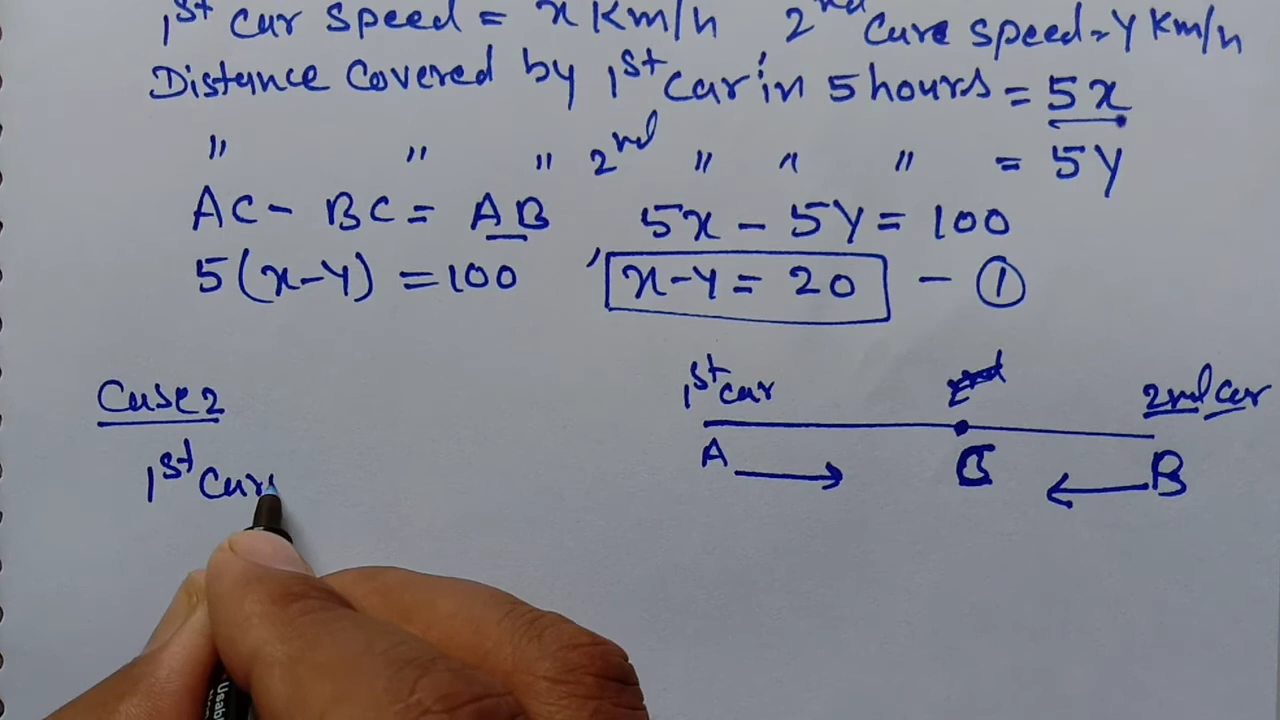 1st car speed = x Km/h 2nd Care speed = Y Km/h
Distance Covered by 1st Car in 5 hours = 5x
" " " 2nd " " " = 5Y
AC - BC = AB 5x - 5Y = 100
5(x-Y) = 100 , x-Y = 20 - ①
Case 2 1st car 2nd Car
A C B
1st Car
Usab